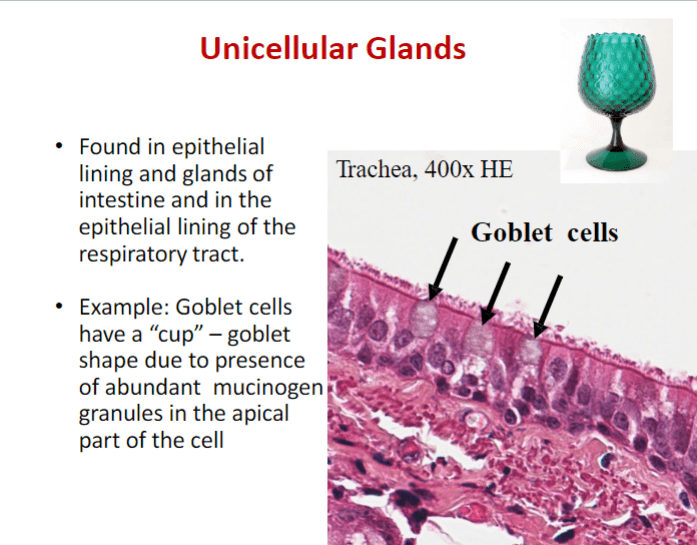 Unicellular Glands
• Found in epithelial
lining and glands of
intestine and in the
epithelial lining of the
respiratory tract.
• Example: Goblet cells
have a “cup” – goblet
shape due to presence
of abundant mucinogen
granules in the apical
part of the cell
Trachea, 400x HE
Goblet cells